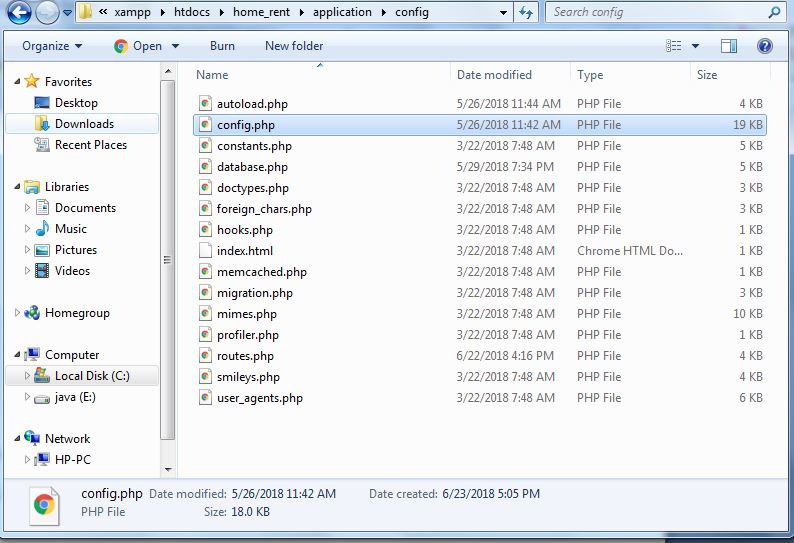 « xampp › htdocs › home_rent › application › config
Search config
Organize Open Burn New folder
Favorites
Desktop
Downloads
Recent Places
Libraries
Documents
Music
Pictures
Videos
Homegroup
Computer
Local Disk (C:)
java (E:)
Network
HP-PC
Name Date modified Type Size
autoload.php 5/26/2018 11:44 AM PHP File 4 KB
config.php 5/26/2018 11:42 AM PHP File 19 KB
constants.php 3/22/2018 7:48 AM PHP File 5 KB
database.php 5/29/2018 7:34 PM PHP File 5 KB
doctypes.php 3/22/2018 7:48 AM PHP File 3 KB
foreign_chars.php 3/22/2018 7:48 AM PHP File 3 KB
hooks.php 3/22/2018 7:48 AM PHP File 1 KB
index.html 3/22/2018 7:48 AM Chrome HTML Do... 1 KB
memcached.php 3/22/2018 7:48 AM PHP File 1 KB
migration.php 3/22/2018 7:48 AM PHP File 3 KB
mimes.php 3/22/2018 7:48 AM PHP File 10 KB
profiler.php 3/22/2018 7:48 AM PHP File 1 KB
routes.php 6/22/2018 4:16 PM PHP File 4 KB
smileys.php 3/22/2018 7:48 AM PHP File 4 KB
user_agents.php 3/22/2018 7:48 AM PHP File 6 KB
config.php Date modified: 5/26/2018 11:42 AM Date created: 6/23/2018 5:05 PM
PHP File Size: 18.0 KB